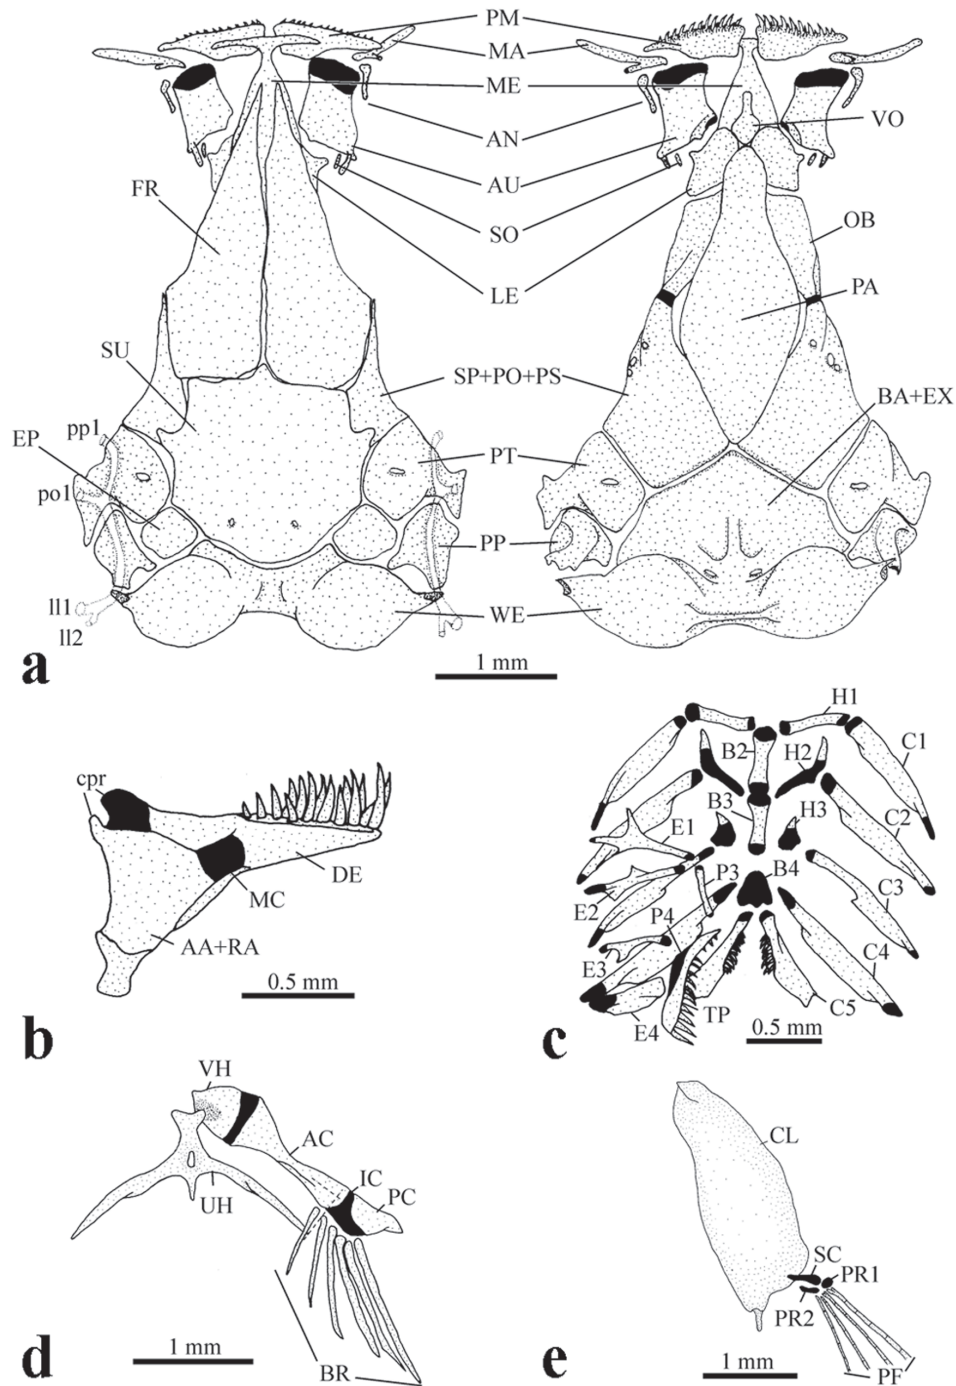 PM
MA
ME
AN
VO
AU
FR
SO
OB
LE
PA
SU
SP+PO+PS
BA+EX
EP
pp1
PT
po1
PP
ll1
WE
ll2
a
1 mm
cpr
DE
MC
AA+RA
0.5 mm
b
H1
B2
H2
C1
B3
H3
E1
C2
P3
B4
E2
P4
C3
E3
C4
TP
C5
E4
0.5 mm
c
VH
AC
IC
PC
UH
BR
1 mm
d
CL
SC
PR1
PR2
PF
1 mm
e